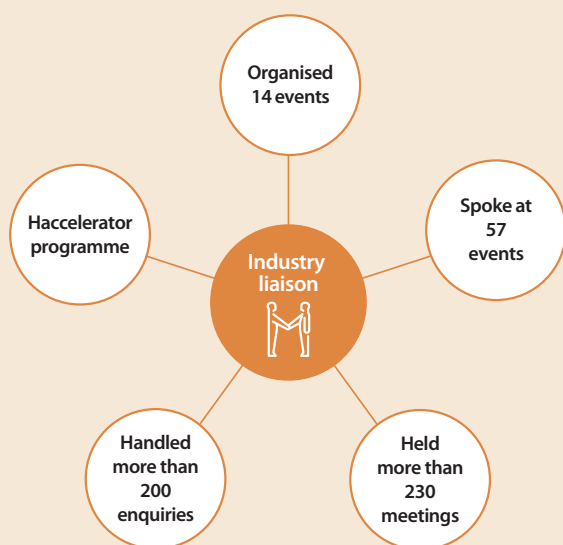 Organised
14 events
Spoke at
57
events
Haccelerator
programme
Industry
liaison
Handled
more than
200
enquiries
Held
more than
230
meetings